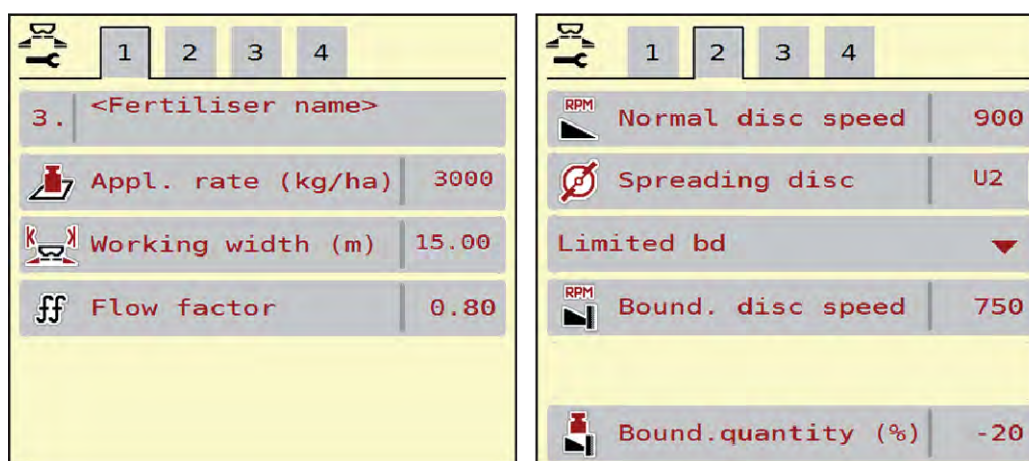 1 2 3 4
3. <Fertiliser name>
Appl. rate (kg/ha) 3000
Working width (m) 15.00
ff Flow factor 0.80
1 2 3 4
RPM Normal disc speed 900
Spreading disc U2
Limited bd
RPM Bound. disc speed 750
Bound.quantity (%) -20